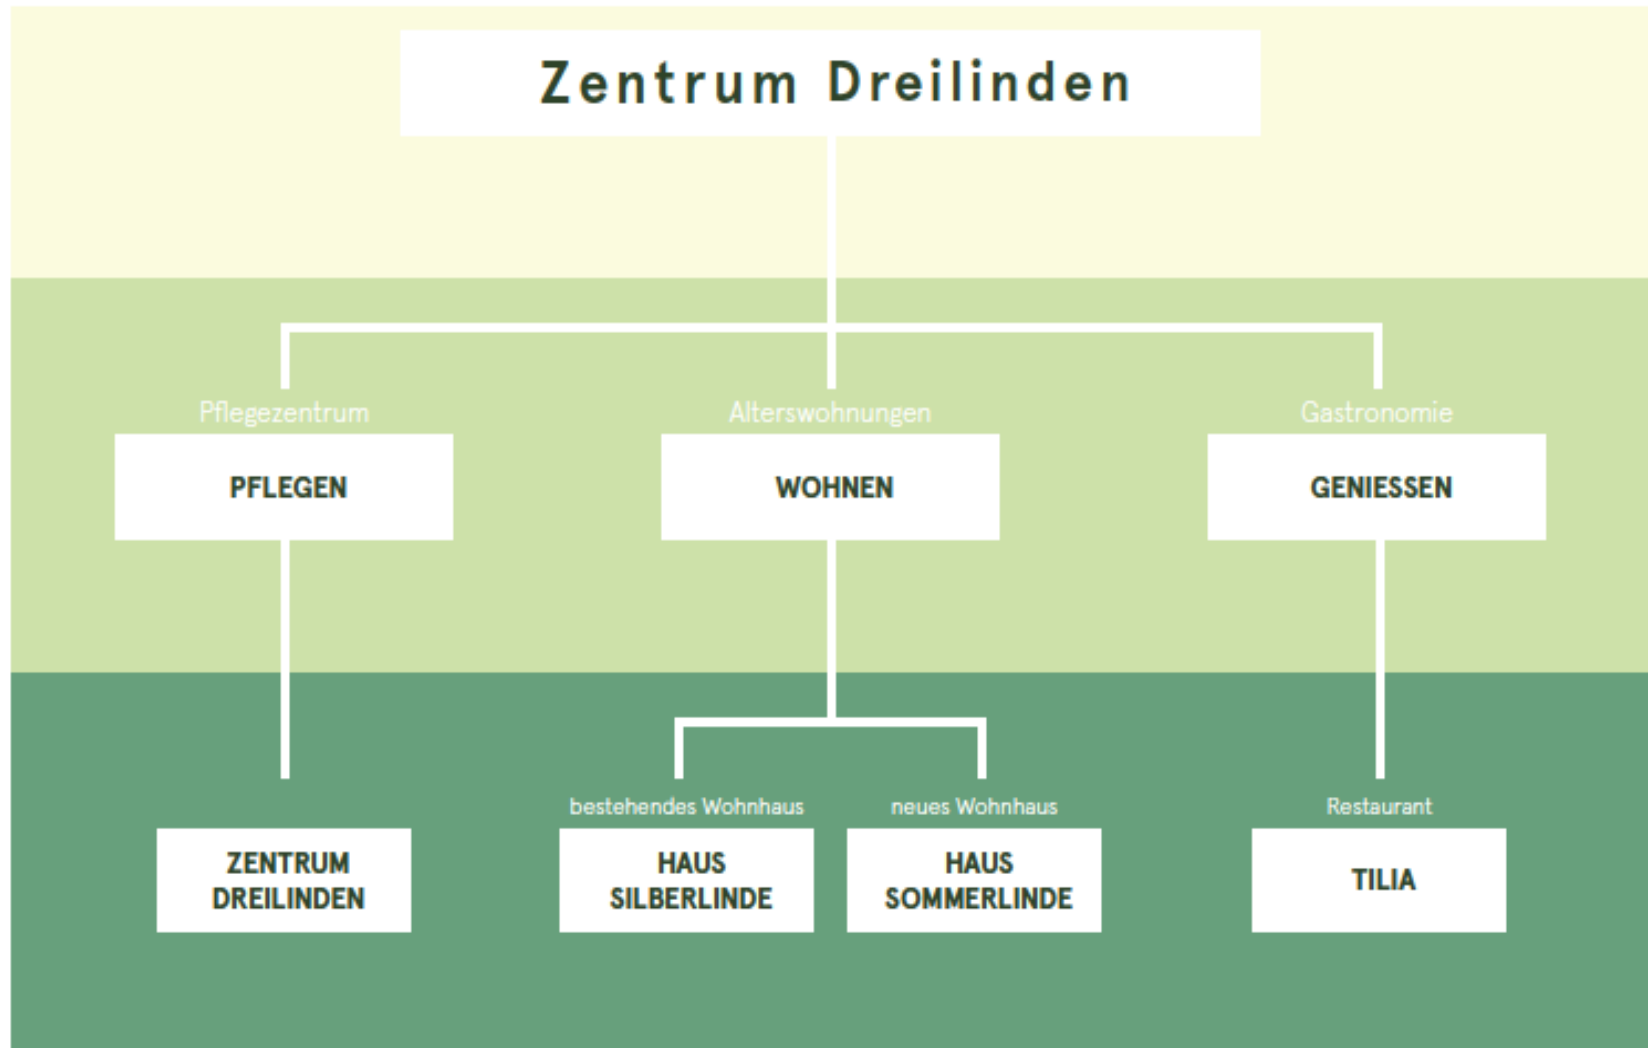 Zentrum Dreilinden
Pflegezentrum
PFLEGEN
Alterswohnungen
WOHNEN
Gastronomie
GENIESSEN
ZENTRUM
DREILINDEN
bestehendes Wohnhaus
HAUS
SILBERLINDE
neues Wohnhaus
HAUS
SOMMERLINDE
Restaurant
TILIA